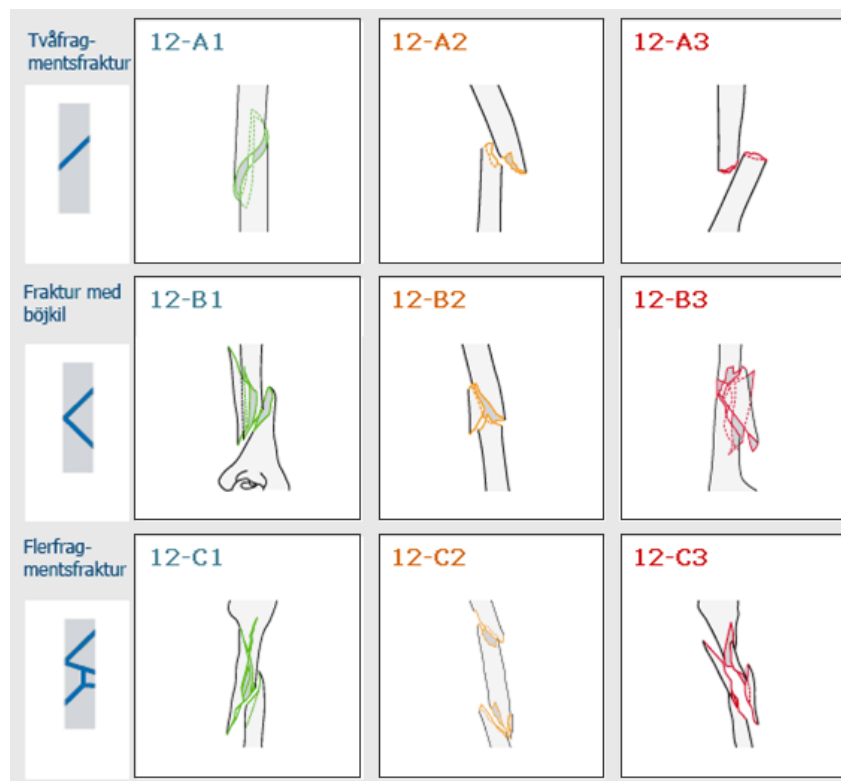 Tvåfrag-
mentsfraktur
12-A1
12-A2
12-A3
Fraktur med
böjkil
12-B1
12-B2
12-B3
Flerfrag-
mentsfraktur
12-C1
12-C2
12-C3